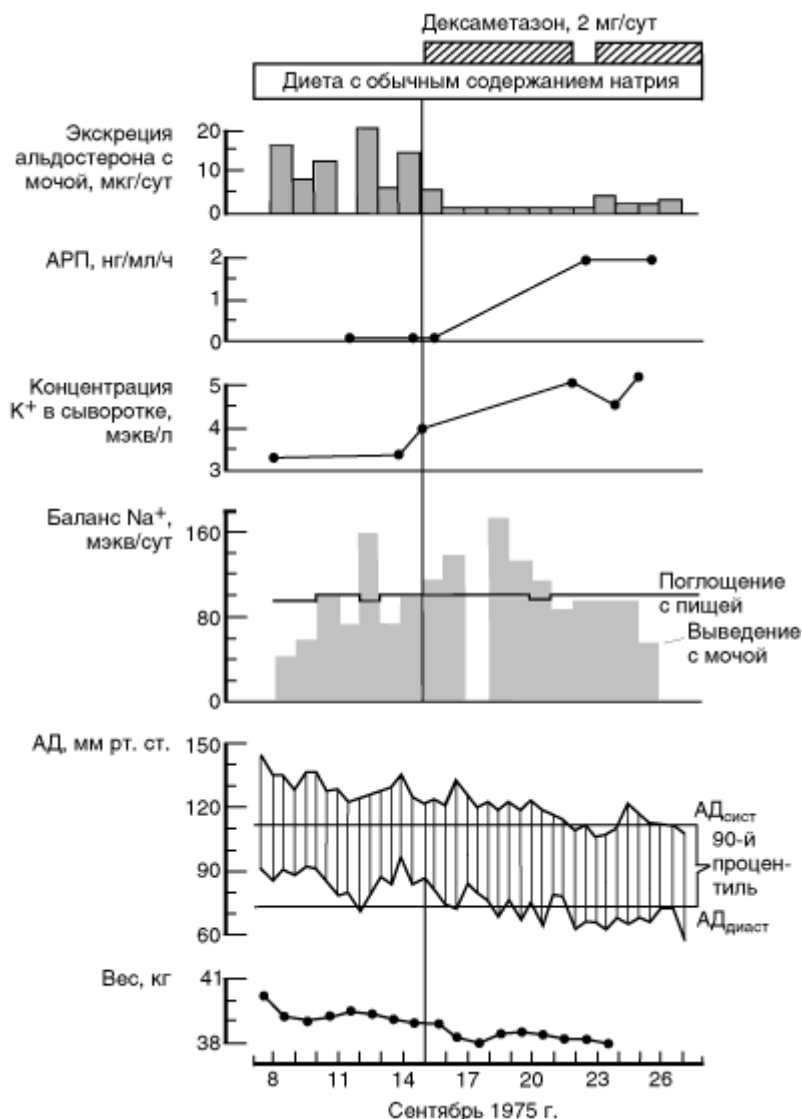 Дексаметазон, 2 мг/сут
Диета с обычным содержанием натрия
Экскреция
альдостерона с
мочой, мкг/сут
20
10
0
АРП, нг/мл/ч
2
1
0
Концентрация
К+ в сыворотке,
мэкв/л
5
4
3
Баланс Na+,
мэкв/сут
160
80
0
Поглощение
с пищей
Выведение
с мочой
АД, мм рт. ст.
150
120
90
60
АДсист
90-й
процен-
тиль
АДдиаст
Вес, кг
41
38
8 11 14 17 20 23 26
Сентябрь 1975 г.